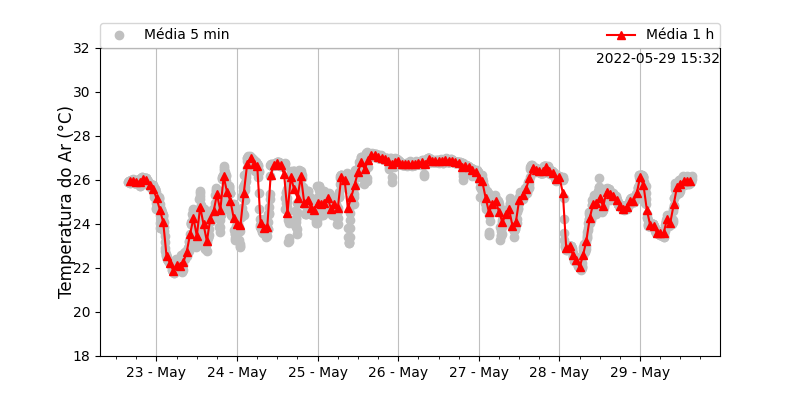 Média 5 min
Média 1 h
2022-05-29 15:32
Temperatura do Ar (°C)
32
30
28
26
24
22
20
18
23 - May
24 - May
25 - May
26 - May
27 - May
28 - May
29 - May